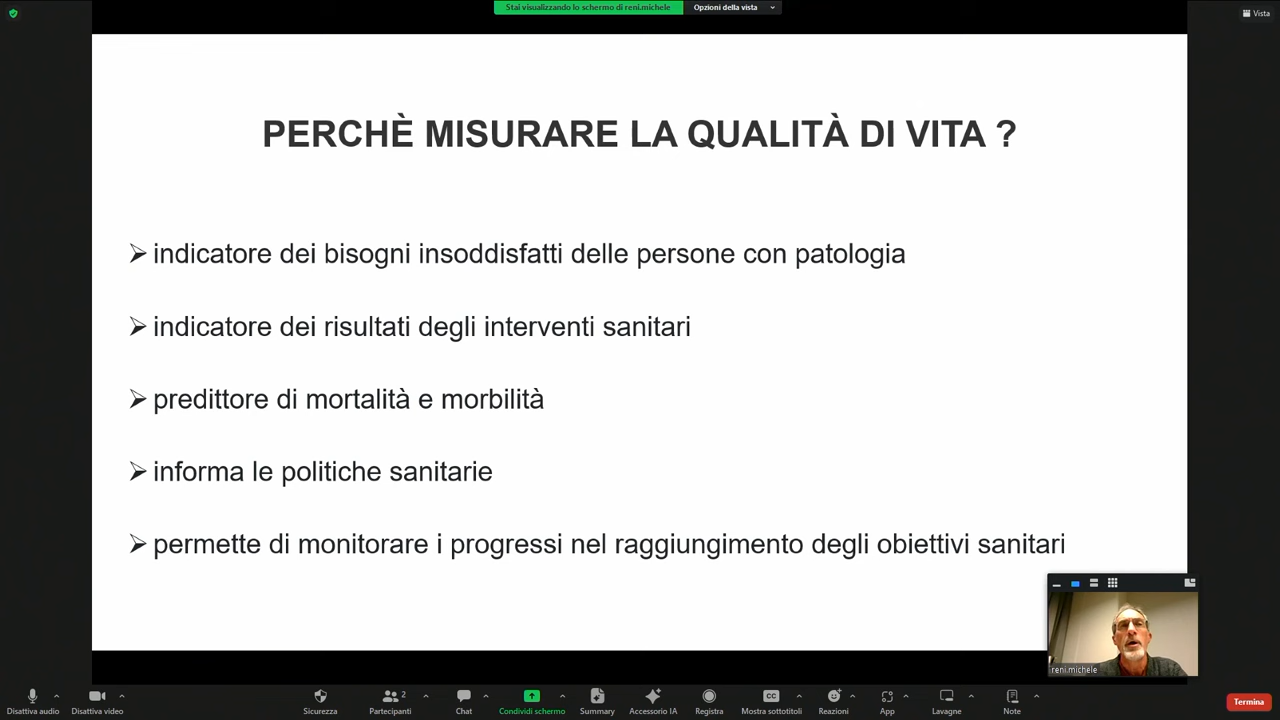 Stai visualizzando lo schermo di reni.michele
Opzioni della vista
Vista
PERCHÈ MISURARE LA QUALITÀ DI VITA ?
➢ indicatore dei bisogni insoddisfatti delle persone con patologia
➢ indicatore dei risultati degli interventi sanitari
➢ predittore di mortalità e morbilità
➢ informa le politiche sanitarie
➢ permette di monitorare i progressi nel raggiungimento degli obiettivi sanitari
reni.michele
Disattiva audio
Disattiva video
Sicurezza
Partecipanti 2
Chat
Condividi schermo
Summary
Accessorio IA
Registra
CC Mostra sottotitoli
Reazioni
App
Lavagne
Note
Termina